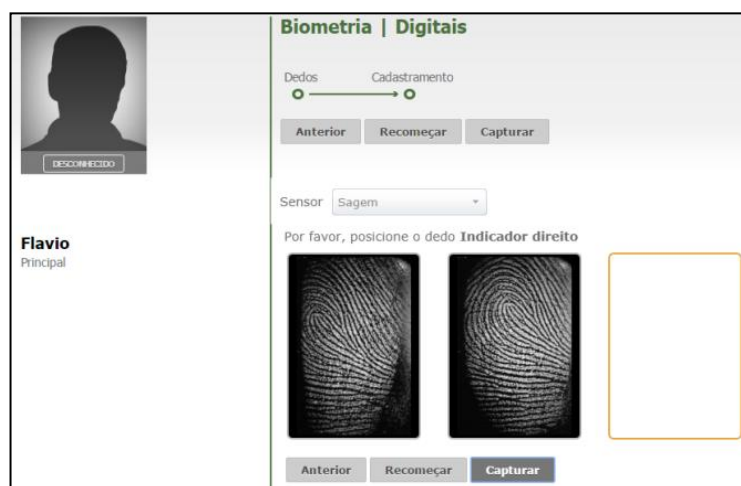 Biometria | Digitais
Dedos Cadastramento
Anterior Recomeçar Capturar
DESCONHECIDO
Sensor Sagem
Flavio
Principal
Por favor, posicione o dedo Indicador direito
Anterior Recomeçar Capturar